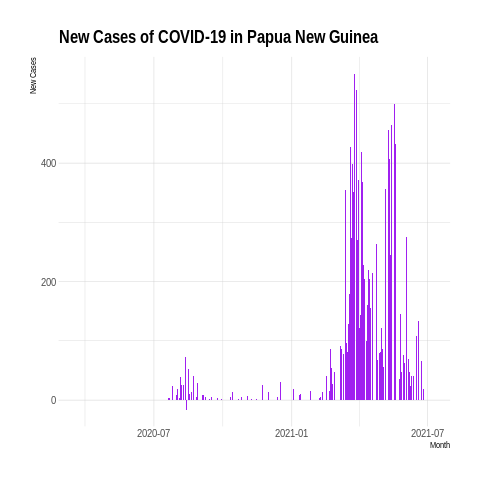 New Cases of COVID-19 in Papua New Guinea
New Cases
400
200
0
2020-07
2021-01
2021-07
Month